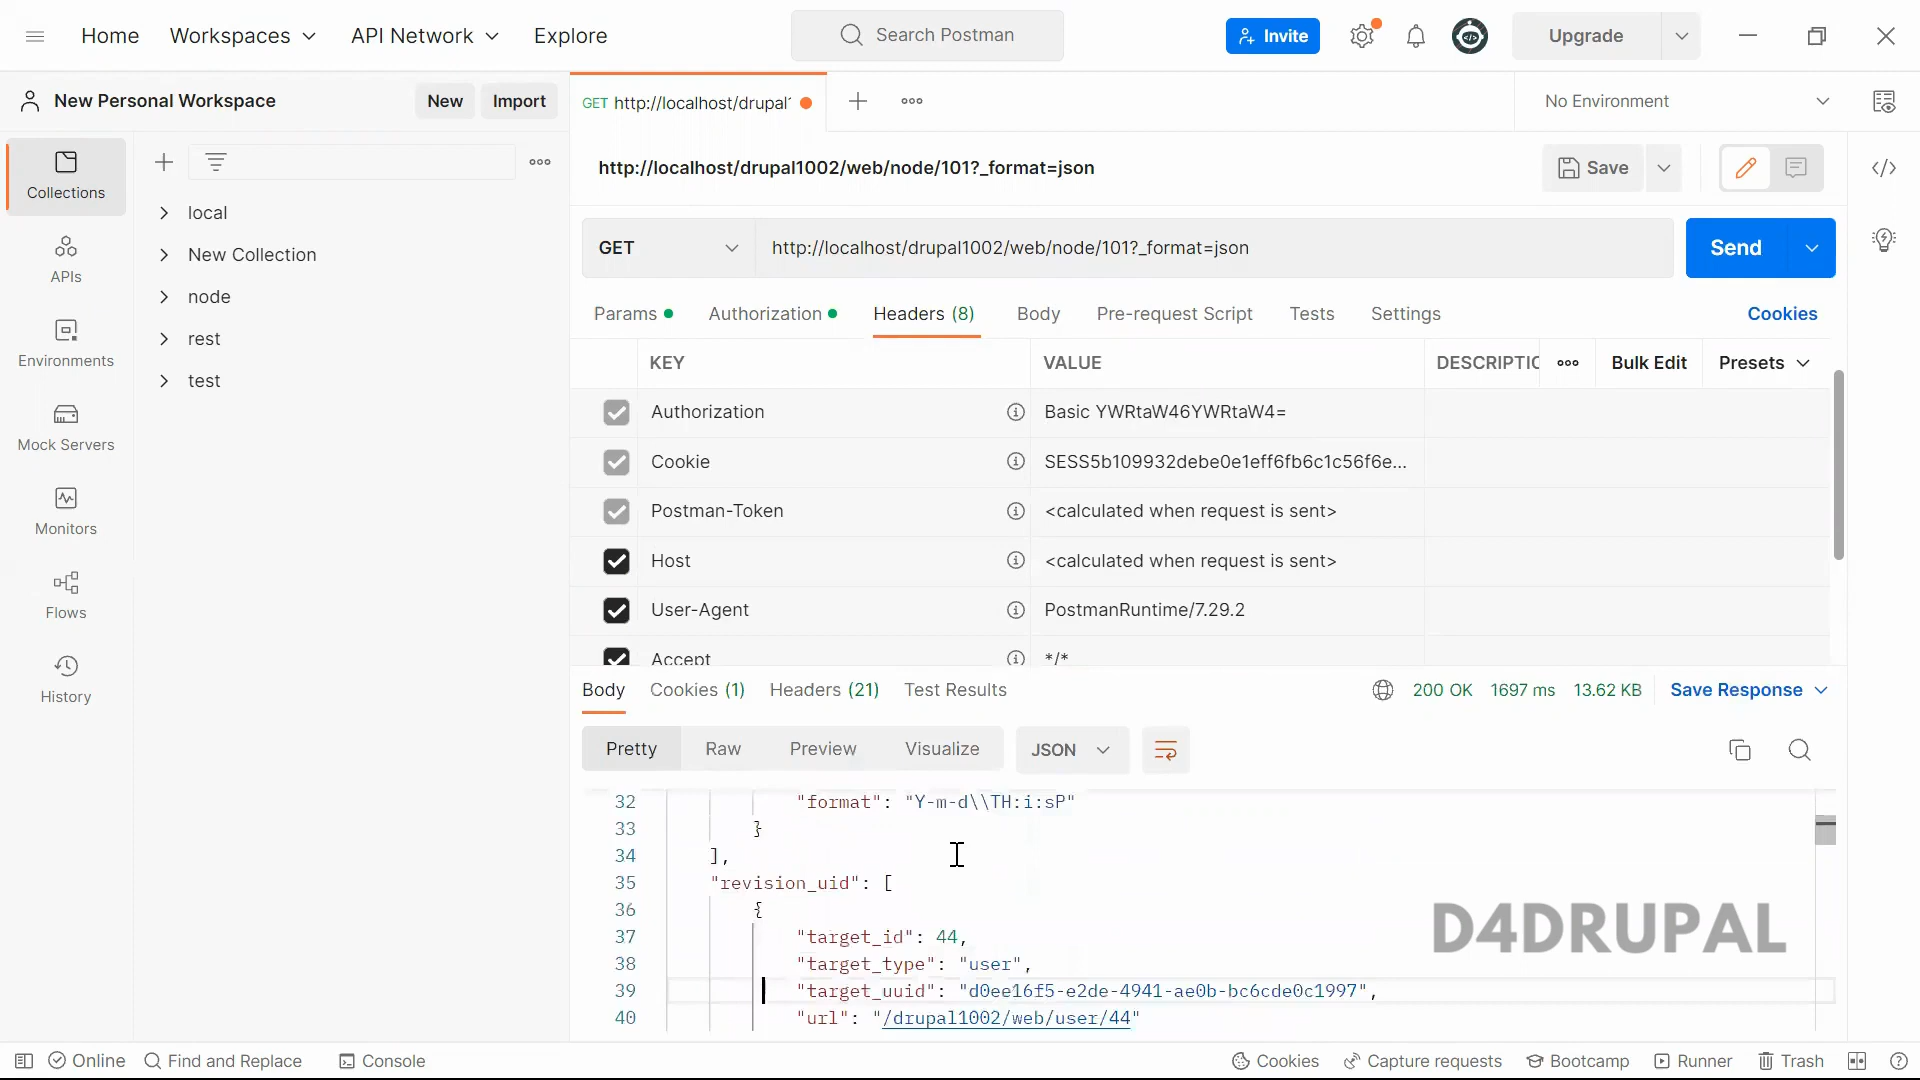 Home Workspaces API Network Explore Search Postman Invite Upgrade
New Personal Workspace New Import GET http://localhost/drupal1 No Environment
http://localhost/drupal1002/web/node/101?_format=json Save
Collections
local
New Collection
node
rest
test
APIs
Environments
Mock Servers
Monitors
Flows
History
GET http://localhost/drupal1002/web/node/101?_format=json Send
Params Authorization Headers (8) Body Pre-request Script Tests Settings Cookies
KEY VALUE DESCRIPTIC Bulk Edit Presets
Authorization Basic YWRtaW46YWRtaW4=
Cookie SESS5b109932debe0e1eff6fb6c1c56f6e...
Postman-Token <calculated when request is sent>
Host <calculated when request is sent>
User-Agent PostmanRuntime/7.29.2
Accept */*
Body Cookies (1) Headers (21) Test Results 200 OK 1697 ms 13.62 KB Save Response
Pretty Raw Preview Visualize JSON
32 "format": "Y-m-d\\TH:i:sP"
33 }
34 ],
35 "revision_uid": [
36 {
37 "target_id": 44,
38 "target_type": "user",
39 "target_uuid": "d0ee16f5-e2de-4941-ae0b-bc6cde0c1997",
40 "url": "/drupal1002/web/user/44"
D4DRUPAL
Online Find and Replace Console Cookies Capture requests Bootcamp Runner Trash